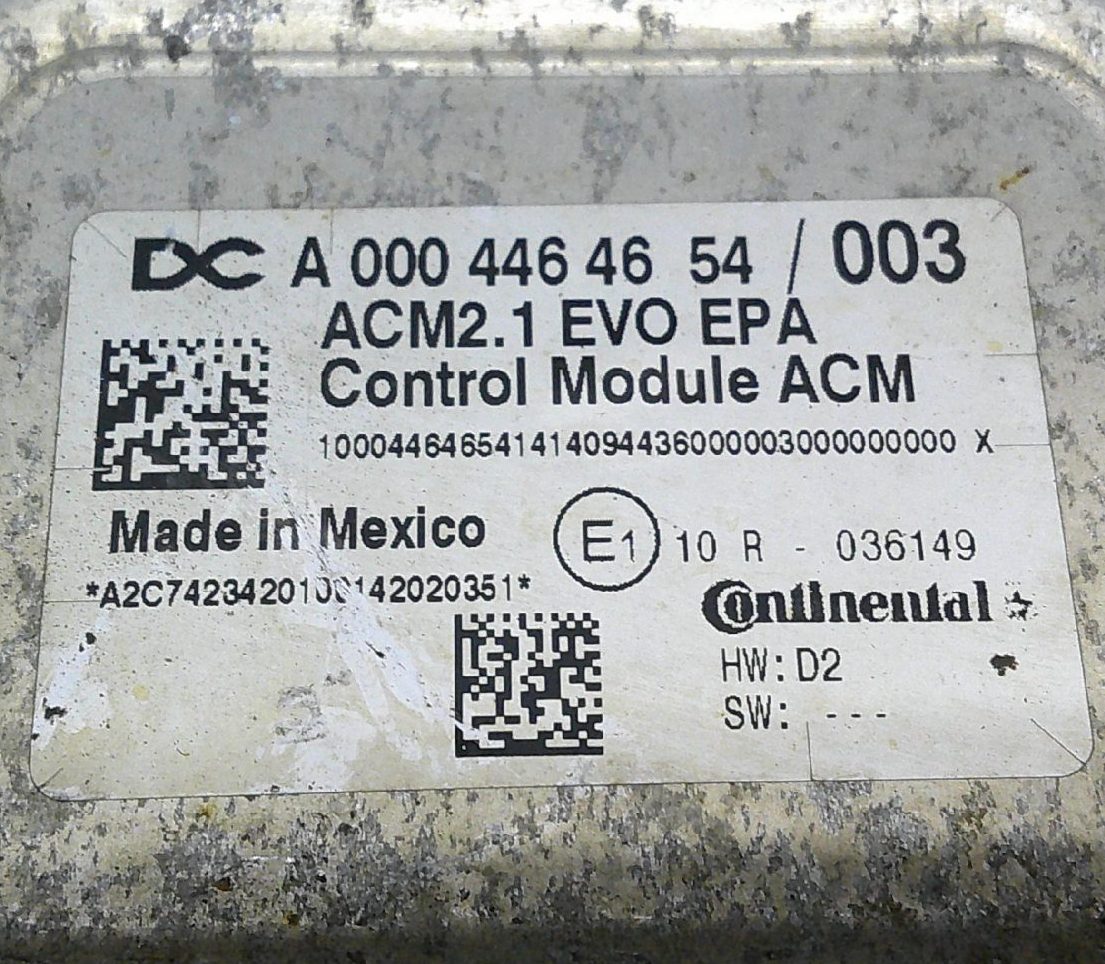 DC A 000 446 46 54 / 003
ACM2.1 EVO EPA
Control Module ACM
100044646541414094436000003000000000 X
Made in Mexico
E1 10 R - 036149
Continental
HW: D2
SW: ---